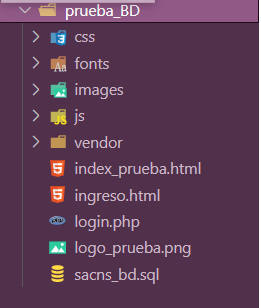 prueba_BD
css
fonts
images
js
vendor
index_prueba.html
ingreso.html
login.php
logo_prueba.png
sacns_bd.sql